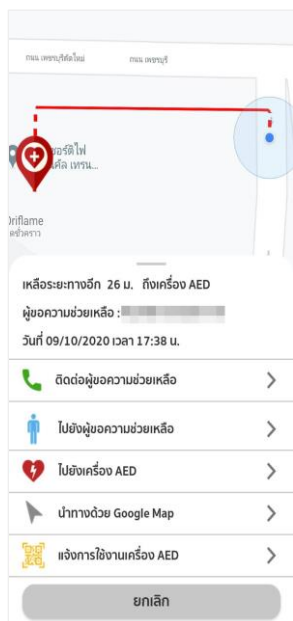 ถนน เพชรบุรีตัดใหม่ ถนน เพชรบุรี
ซอร์ติไฟ
เทรน...
Oriflame
เหลือระยะทางอีก 26 ม. ถึงเครื่อง AED
ผู้ขอความช่วยเหลือ :
วันที่ 09/10/2020 เวลา 17:38 น.
ติดต่อผู้ขอความช่วยเหลือ
ไปยังผู้ขอความช่วยเหลือ
ไปยังเครื่อง AED
นำทางด้วย Google Map
แจ้งการใช้งานเครื่อง AED
ยกเลิก